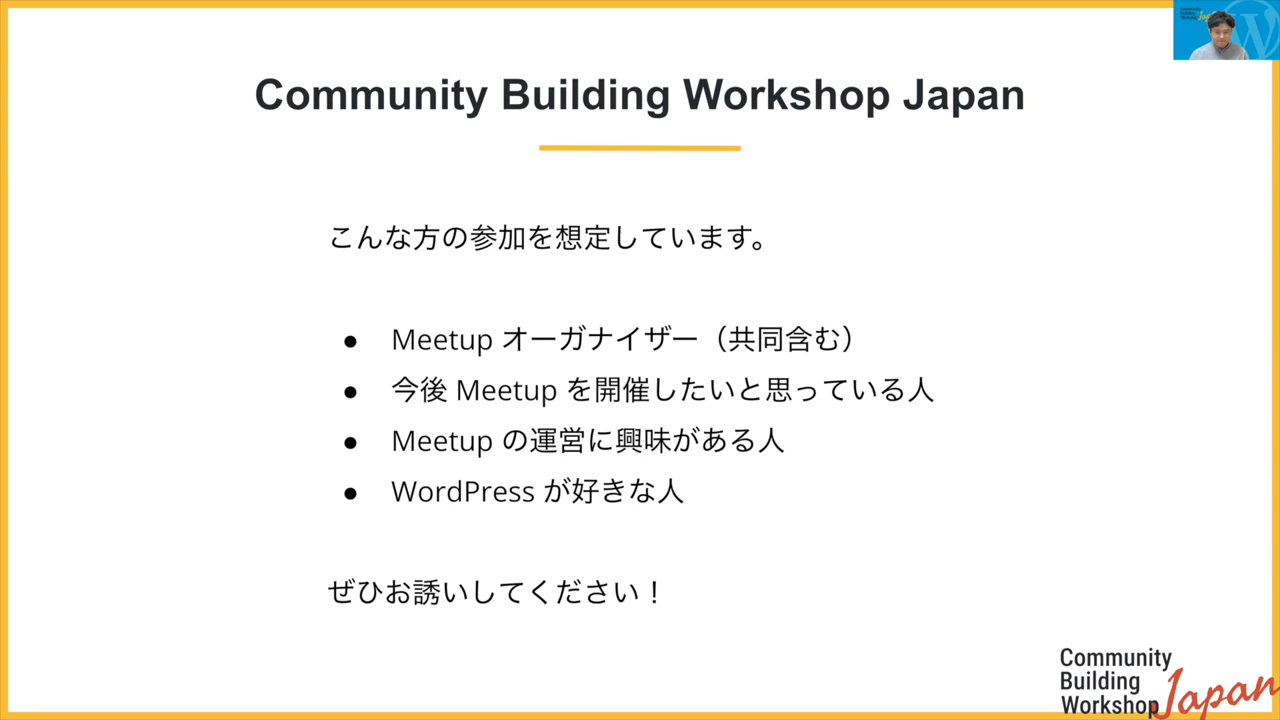 Community Building Workshop Japan
こんな方の参加を想定しています。
● Meetup オーガナイザー（共同含む）
● 今後 Meetup を開催したいと思っている人
● Meetup の運営に興味がある人
● WordPress が好きな人
ぜひお誘いしてください！
Community
Building
Workshop Japan